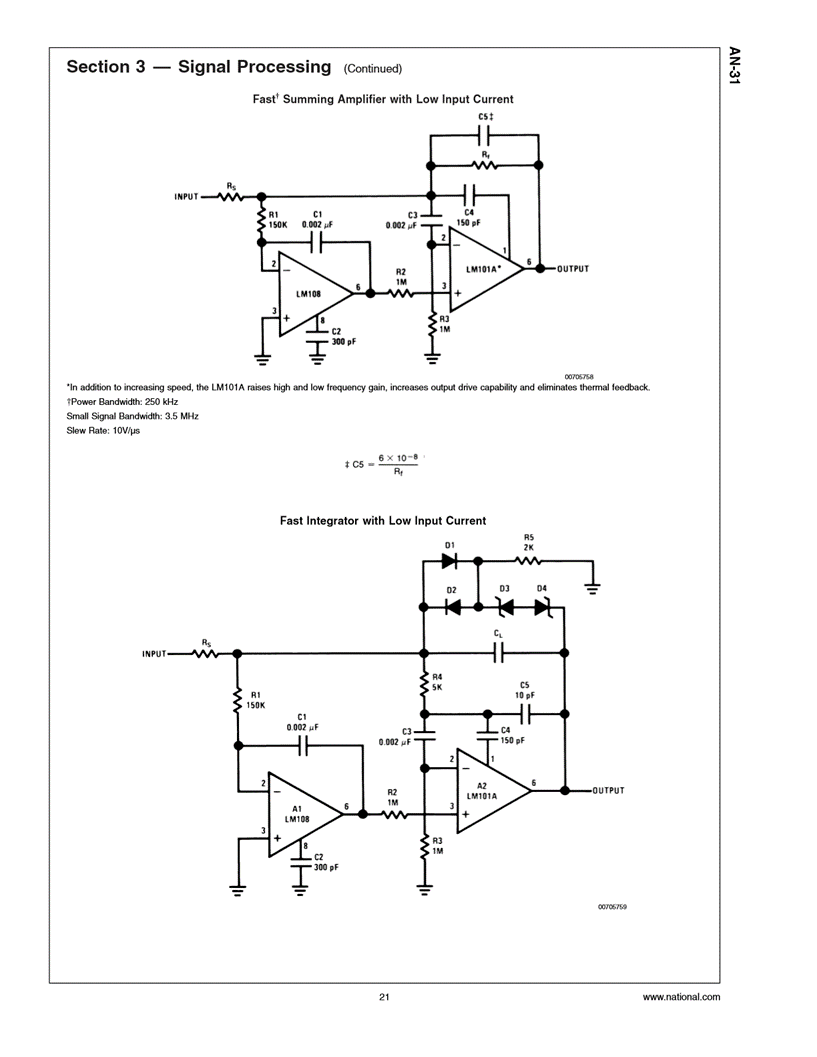 AN-31
Section 3 — Signal Processing (Continued)
Fast† Summing Amplifier with Low Input Current
C5‡
Rf
INPUT
RS
R1
150K
C1
0.002 μF
C3
0.002 μF
C4
150 pF
2
1
LM101A*
6
OUTPUT
2
LM108
6
R2
1M
3
3
8
C2
300 pF
R3
1M
00705758
*In addition to increasing speed, the LM101A raises high and low frequency gain, increases output drive capability and eliminates thermal feedback.
†Power Bandwidth: 250 kHz
Small Signal Bandwidth: 3.5 MHz
Slew Rate: 10V/μs
‡ C5 = 6 × 10−8 / Rf
Fast Integrator with Low Input Current
D1
R5
2K
D2
D3
D4
INPUT
RS
CL
R1
150K
R4
5K
C5
10 pF
C1
0.002 μF
C3
0.002 μF
C4
150 pF
2
1
A2
LM101A
6
OUTPUT
2
A1
LM108
6
R2
1M
3
3
8
C2
300 pF
R3
1M
00705759
21
www.national.com